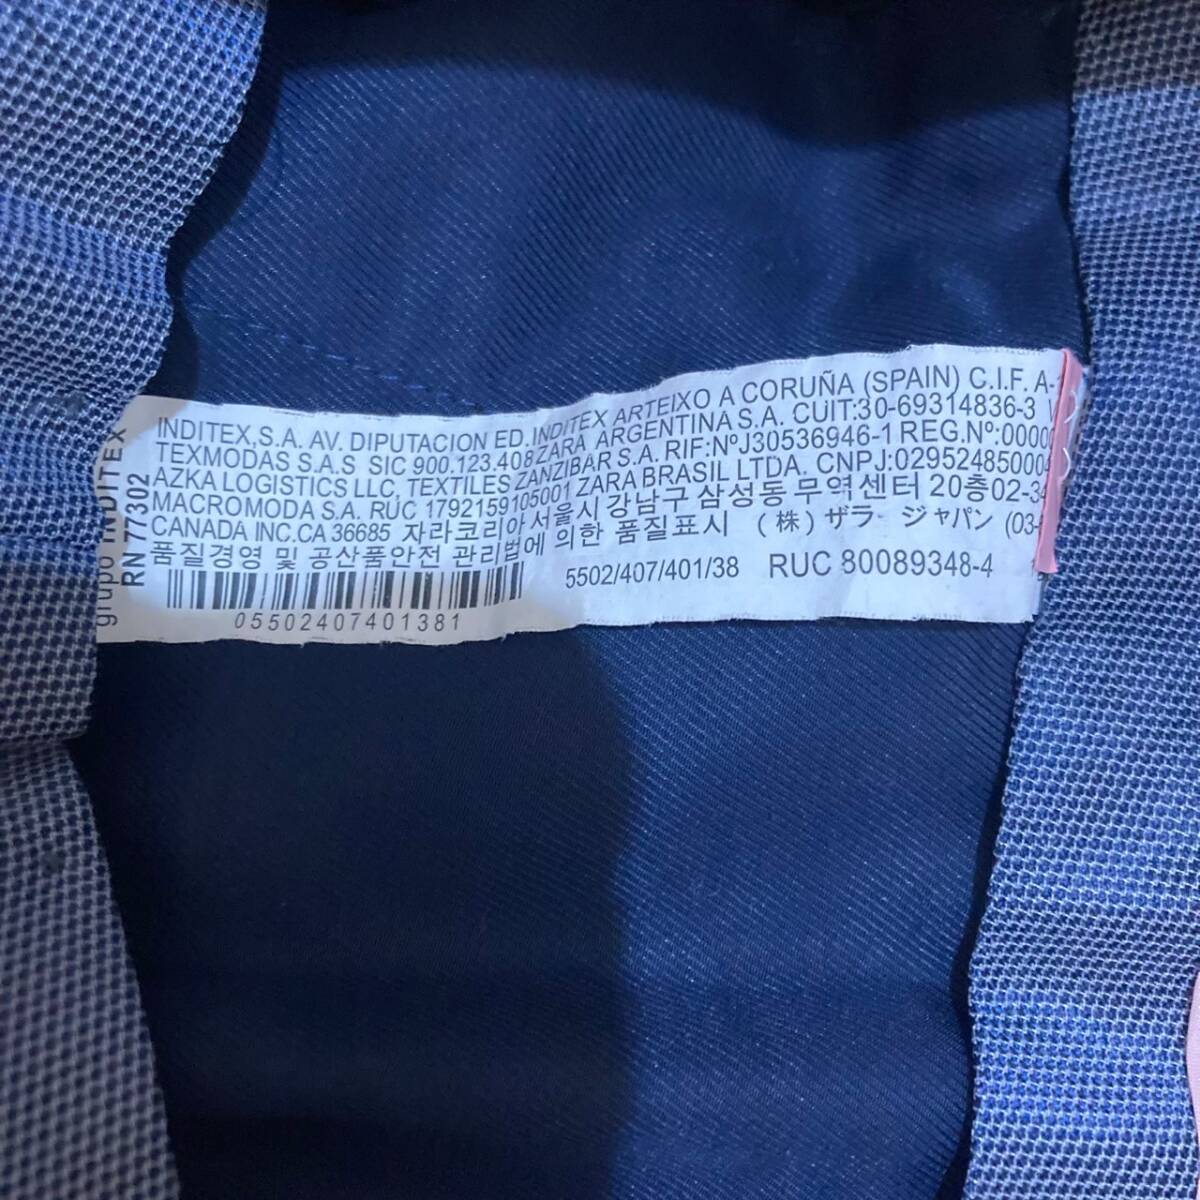 INDITEX,S.A. AV. DIPUTACION ED.INDITEX ARTEIXO A CORUÑA (SPAIN) C.I.F. A-
TEXMODAS S.A.S SIC 900.123.408 ZARA ARGENTINA S.A. CUIT:30-69314836-3 V
AZKA LOGISTICS LLC, TEXTILES ZANZIBAR S.A. RIF:NºJ30536946-1 REG.Nº:0000
MACROMODA S.A. RUC 1792159105001 ZARA BRASIL LTDA. CNPJ:0295248500
CANADA INC.CA 36685 자라코리아 서울시강남구삼성동무역센터 20층02-34
품질경영 및 공산품안전 관리법에 의한 품질표시 (株) ザラ ジャパン (03-
5502/407/401/38 RUC 80089348-4
05502407401381
grupo INDITEX
RN 77302